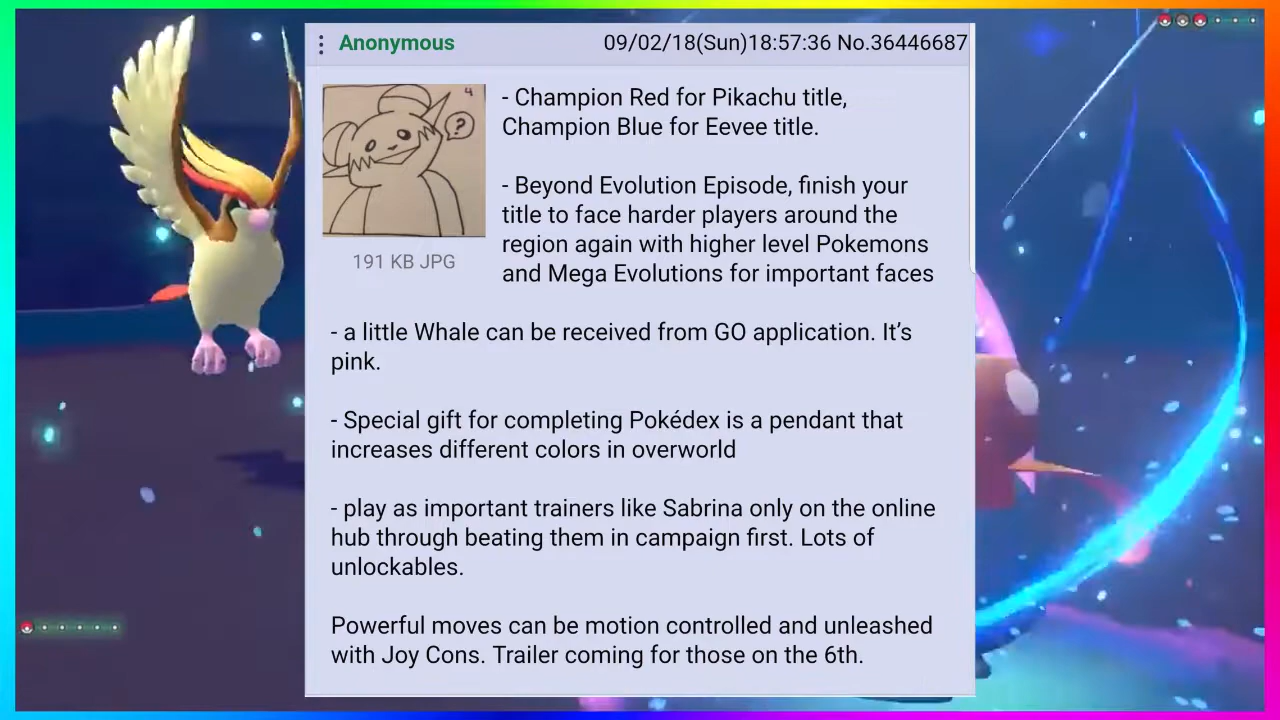 Anonymous 09/02/18(Sun)18:57:36 No.36446687
4
?
191 KB JPG
- Champion Red for Pikachu title,
Champion Blue for Eevee title.
- Beyond Evolution Episode, finish your
title to face harder players around the
region again with higher level Pokemons
and Mega Evolutions for important faces
- a little Whale can be received from GO application. It’s
pink.
- Special gift for completing Pokédex is a pendant that
increases different colors in overworld
- play as important trainers like Sabrina only on the online
hub through beating them in campaign first. Lots of
unlockables.
Powerful moves can be motion controlled and unleashed
with Joy Cons. Trailer coming for those on the 6th.